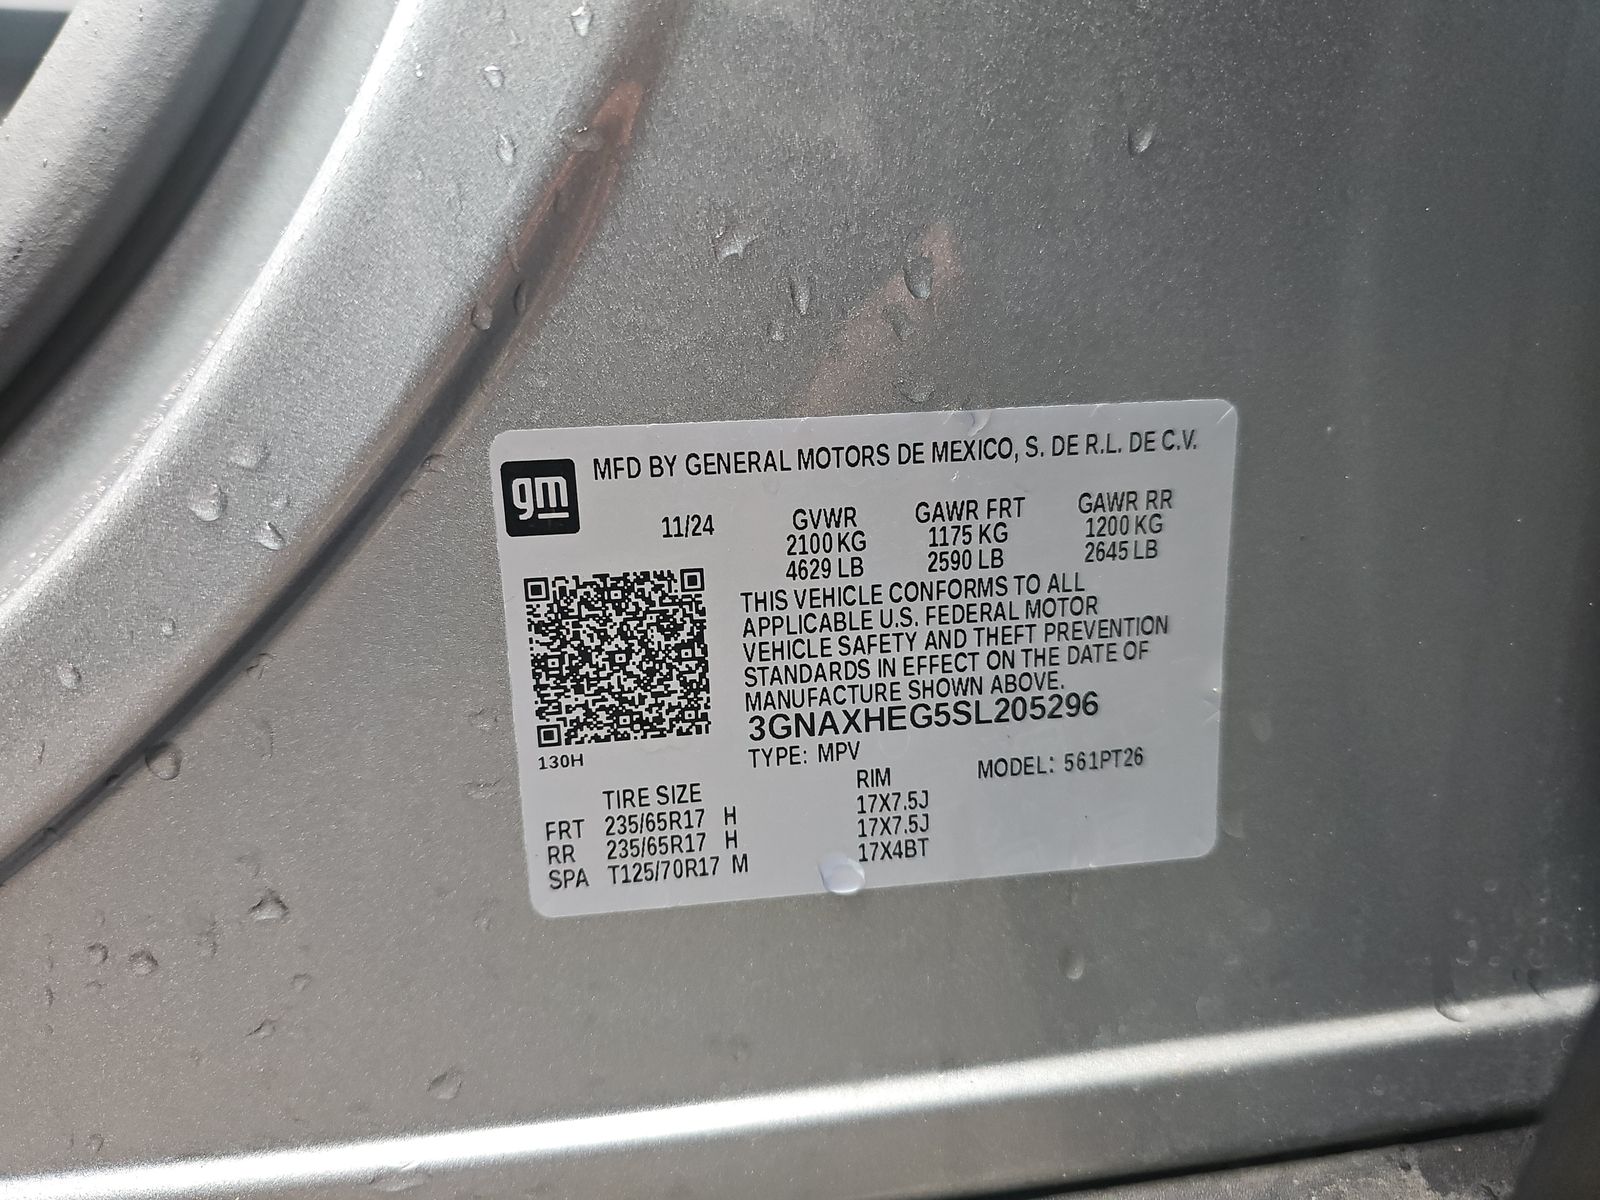 gm
MFD BY GENERAL MOTORS DE MEXICO, S. DE R.L. DE C.V.
11/24 GVWR GAWR FRT GAWR RR
2100 KG 1175 KG 1200 KG
4629 LB 2590 LB 2645 LB
THIS VEHICLE CONFORMS TO ALL
APPLICABLE U.S. FEDERAL MOTOR
VEHICLE SAFETY AND THEFT PREVENTION
STANDARDS IN EFFECT ON THE DATE OF
MANUFACTURE SHOWN ABOVE.
3GNAXHEG5SL205296
130H
TYPE: MPV MODEL: 561PT26
TIRE SIZE RIM
FRT 235/65R17 H 17X7.5J
RR 235/65R17 H 17X7.5J
SPA T125/70R17 M 17X4BT